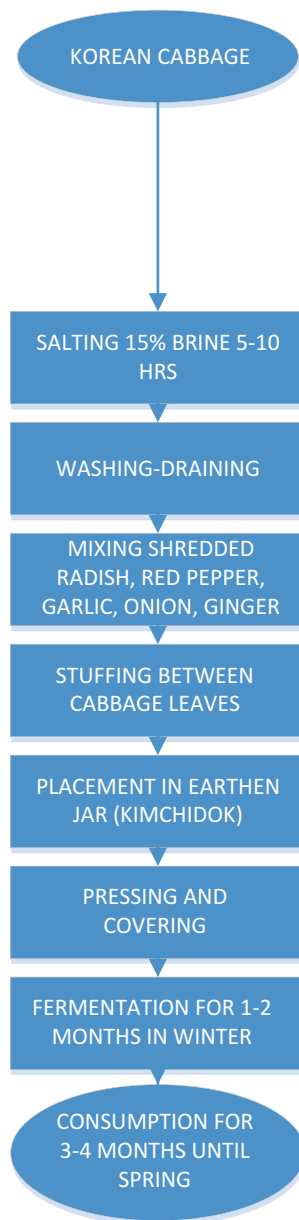 KOREAN CABBAGE
SALTING 15% BRINE 5-10
HRS
WASHING-DRAINING
MIXING SHREDDED
RADISH, RED PEPPER,
GARLIC, ONION, GINGER
STUFFING BETWEEN
CABBAGE LEAVES
PLACEMENT IN EARTHEN
JAR (KIMCHIDOK)
PRESSING AND
COVERING
FERMENTATION FOR 1-2
MONTHS IN WINTER
CONSUMPTION FOR
3-4 MONTHS UNTIL
SPRING